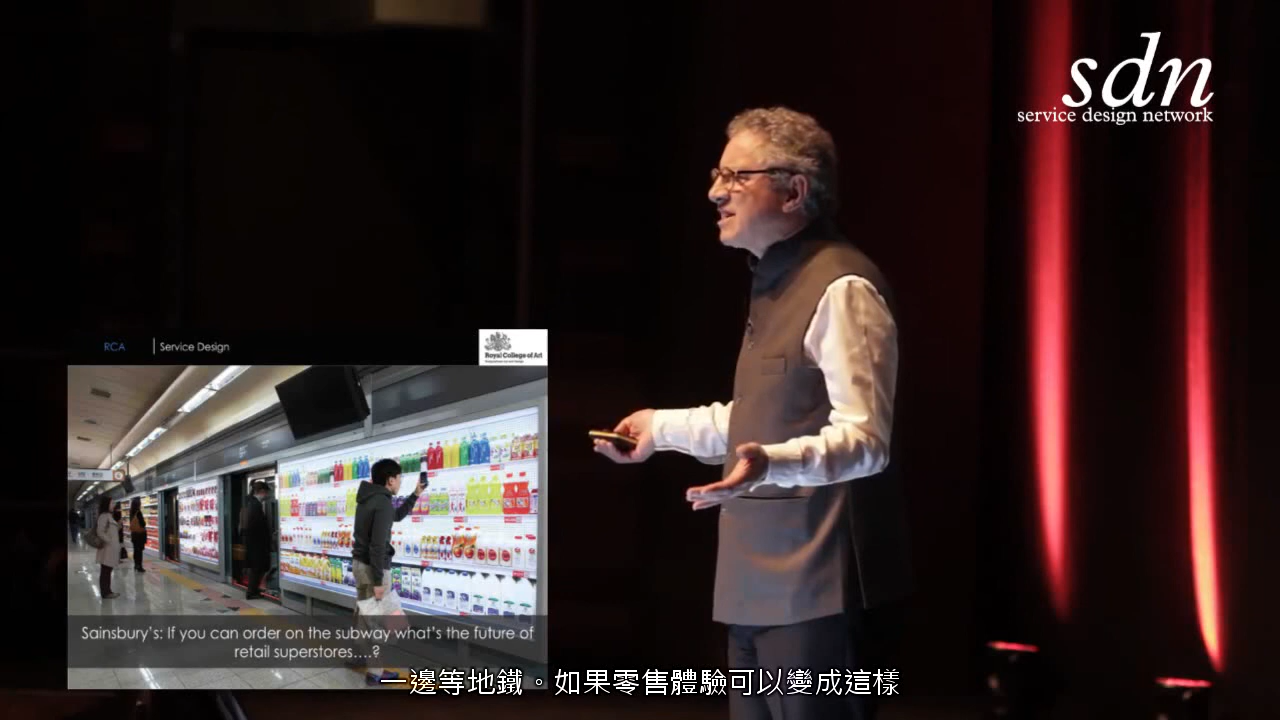 sdn
service design network
RCA
Service Design
Royal College of Art
Sainsbury's: If you can order on the subway what's the future of
retail superstores....?
一邊等地鐵。如果零售體驗可以變成這樣